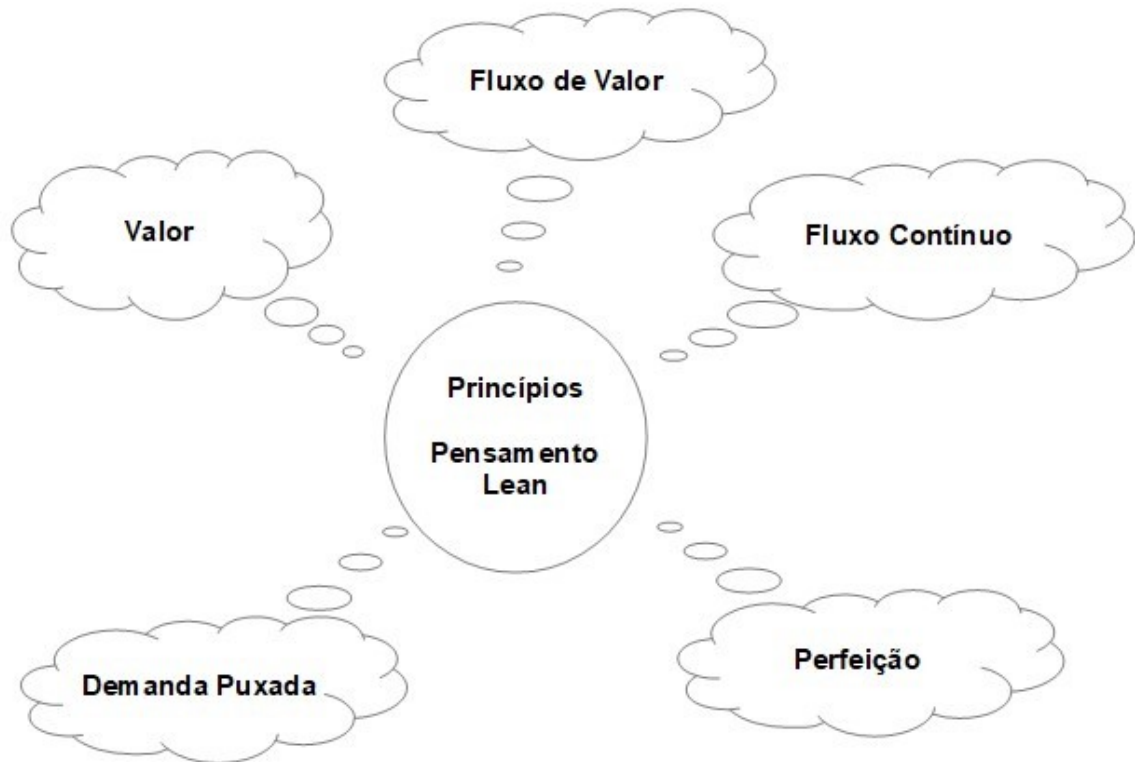 Fluxo de Valor
Valor
Fluxo Contínuo
Princípios
Pensamento
Lean
Demanda Puxada
Perfeição